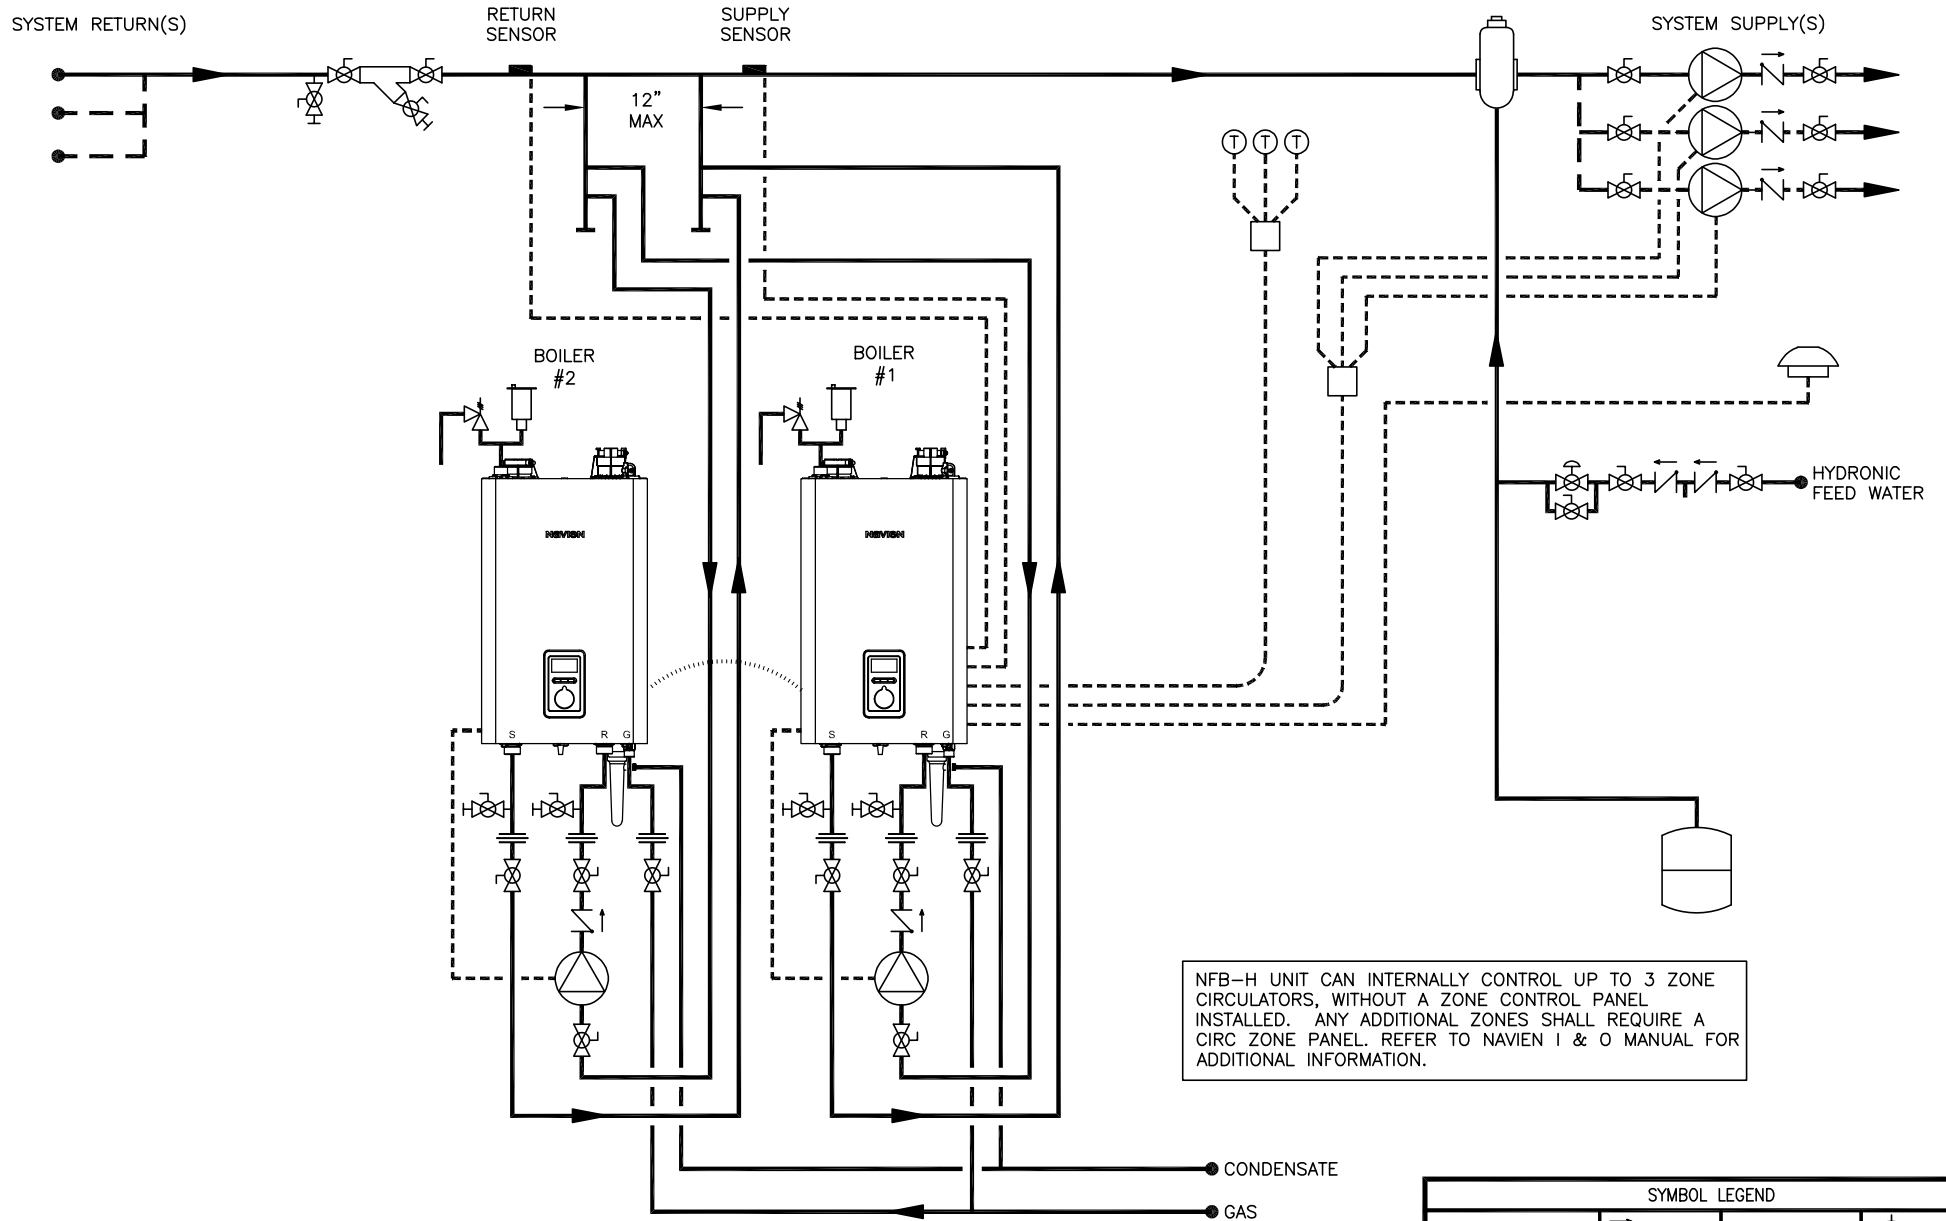 SYSTEM RETURN(S)
RETURN
SENSOR
SUPPLY
SENSOR
SYSTEM SUPPLY(S)
12”
MAX
T T T
BOILER
#2
BOILER
#1
HYDRONIC
FEED WATER
NAVIEN
NAVIEN
S R G
S R G
NFB-H UNIT CAN INTERNALLY CONTROL UP TO 3 ZONE
CIRCULATORS, WITHOUT A ZONE CONTROL PANEL
INSTALLED. ANY ADDITIONAL ZONES SHALL REQUIRE A
CIRC ZONE PANEL. REFER TO NAVIEN I & O MANUAL FOR
ADDITIONAL INFORMATION.
CONDENSATE
SYMBOL LEGEND
GAS